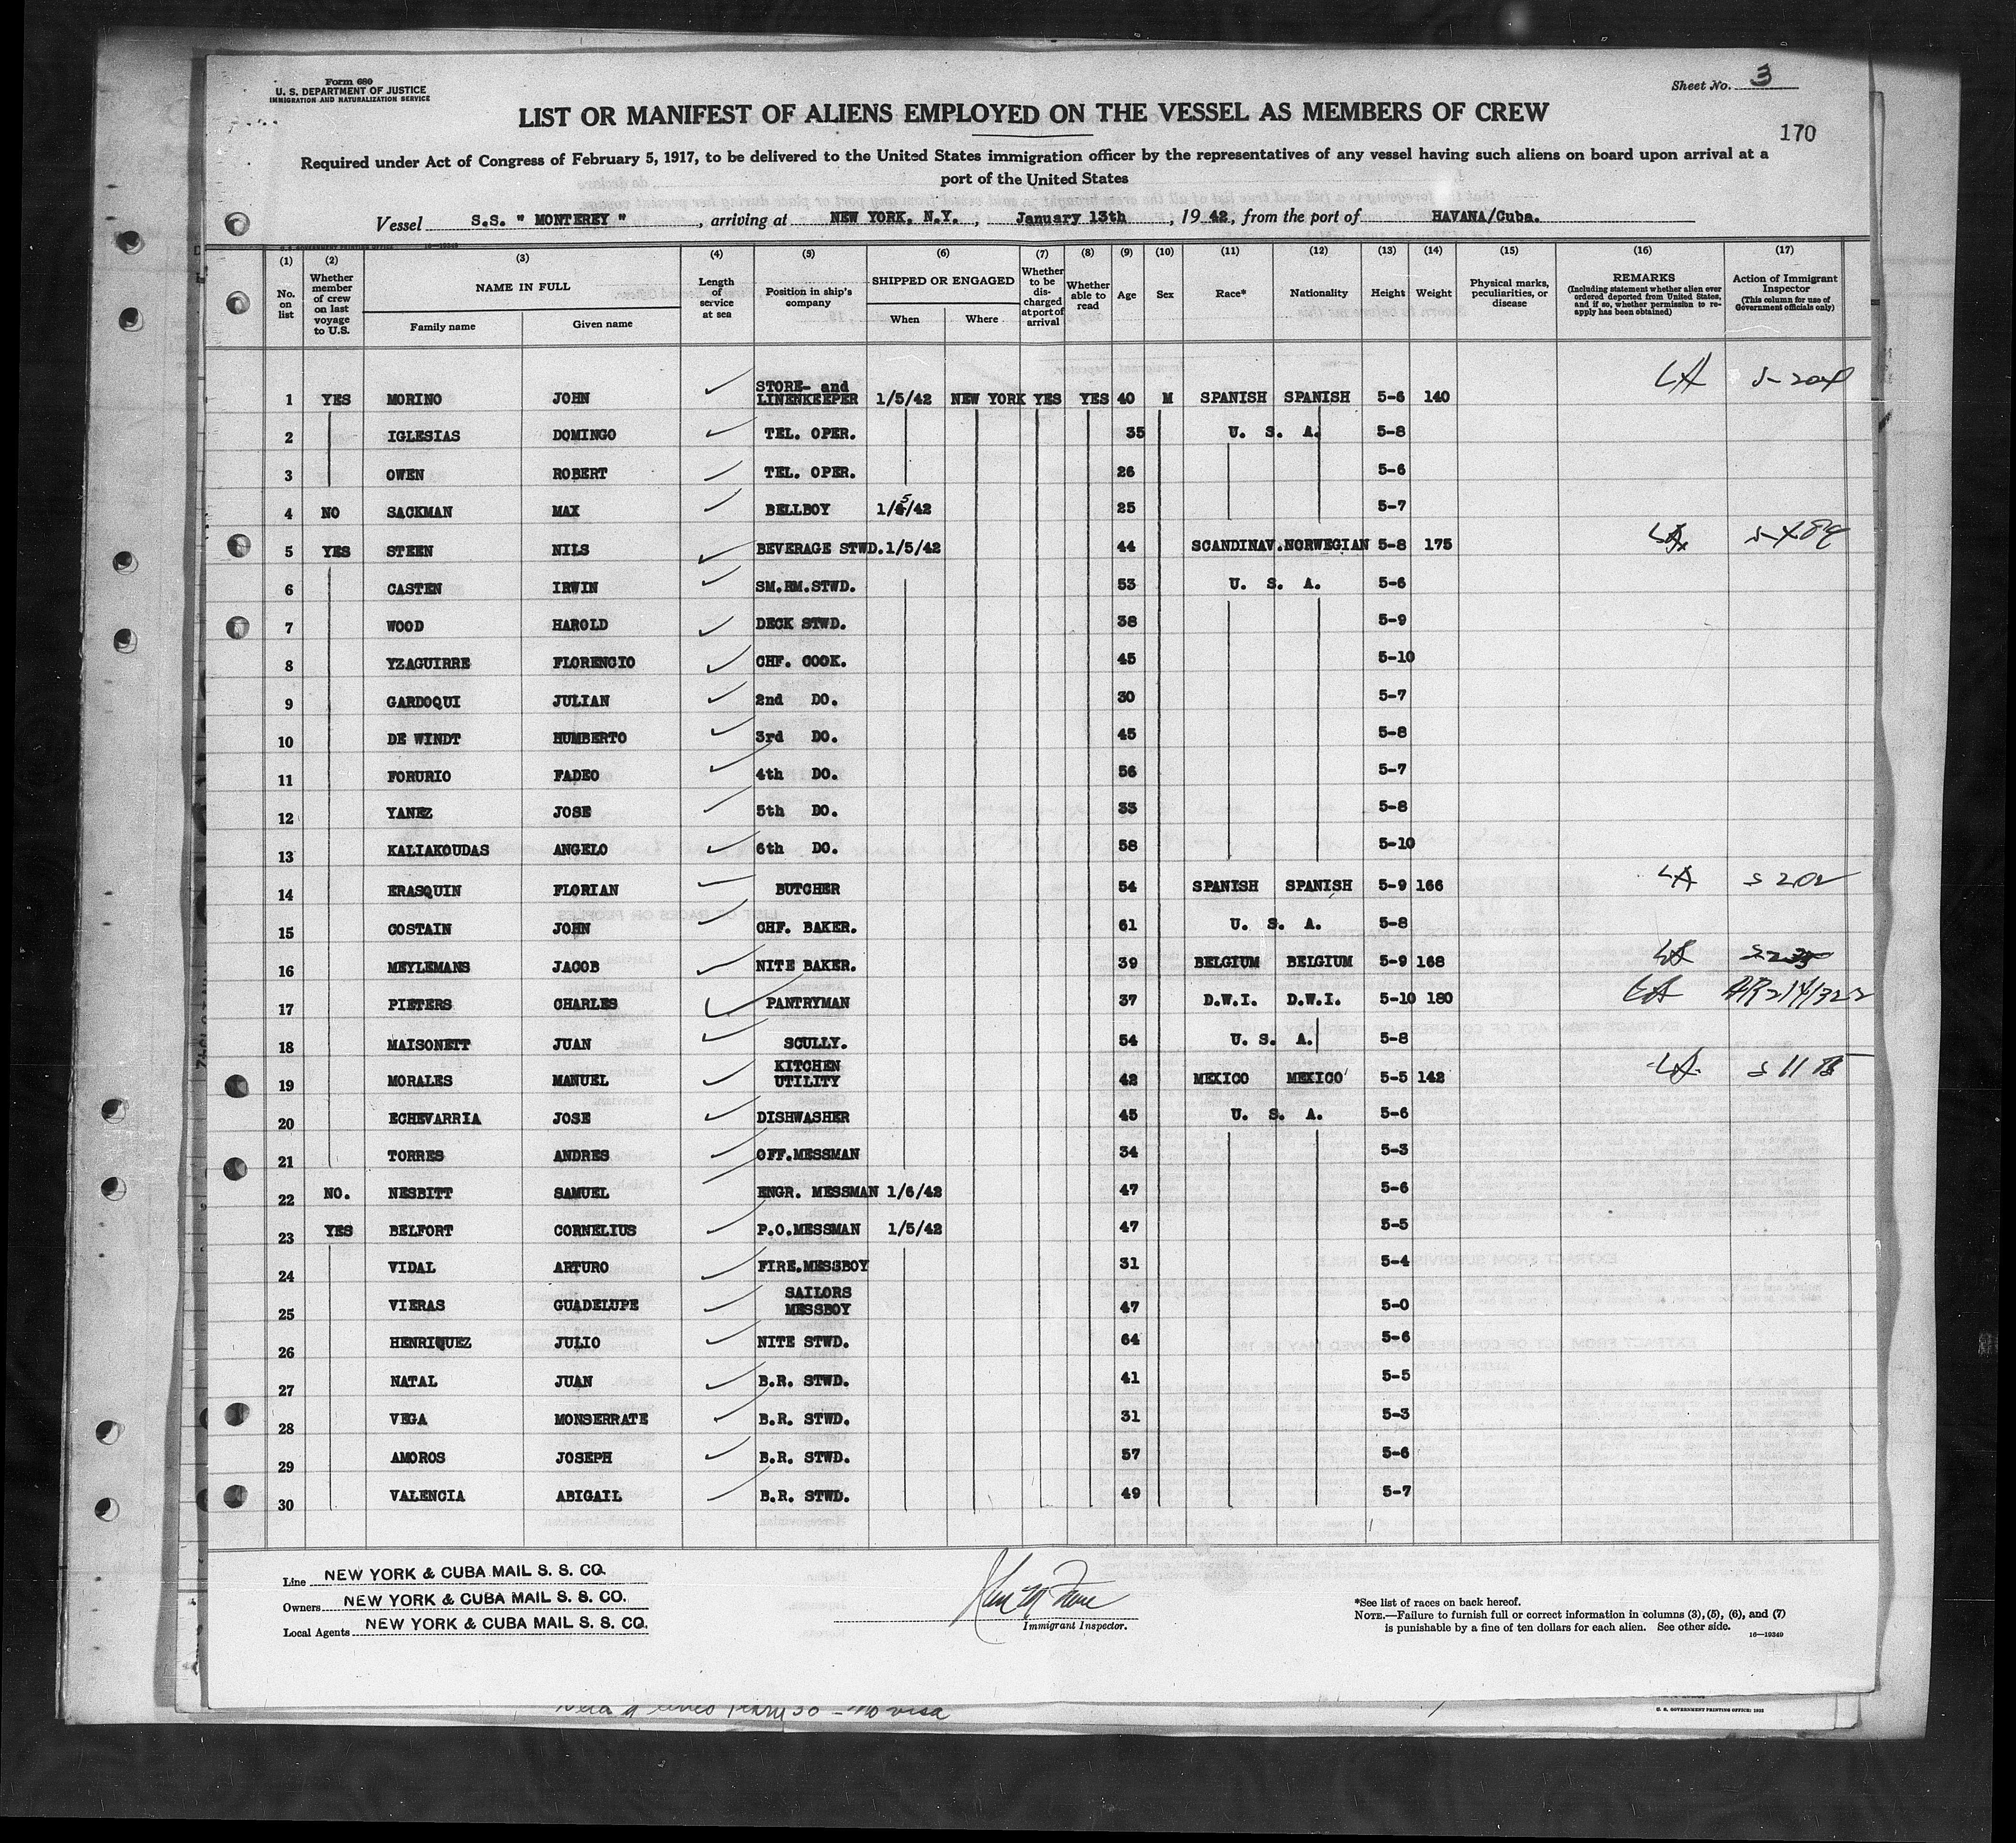 Form 680
U. S. DEPARTMENT OF JUSTICE
IMMIGRATION AND NATURALIZATION SERVICE
Sheet No. 3
LIST OR MANIFEST OF ALIENS EMPLOYED ON THE VESSEL AS MEMBERS OF CREW
170
Required under Act of Congress of February 5, 1917, to be delivered to the United States immigration officer by the representatives of any vessel having such aliens on board upon arrival at a
port of the United States
Vessel S.S. " MONTEREY ", arriving at NEW YORK, N.Y., January 13th, 1942, from the port of HAVANA/Cuba.
(1) No. on list
(2) Whether member of crew on last voyage to U.S.
(3) NAME IN FULL
Family name
Given name
(4) Length of service at sea
(5) Position in ship's company
(6) SHIPPED OR ENGAGED
When
Where
(7) Whether to be discharged at port of arrival
(8) Whether able to read
(9) Age
(10) Sex
(11) Race*
(12) Nationality
(13) Height
(14) Weight
(15) Physical marks, peculiarities, or disease
(16) REMARKS
(Including statement whether alien ever ordered deported from United States, and if so, whether permission to reapply has been obtained)
(17) Action of Immigrant Inspector
(This column for use of Government officials only)
1 YES MORINO JOHN STORE- and LINENKEEPER 1/5/42 NEW YORK YES YES 40 M SPANISH SPANISH 5-6 140 LA S-204
2 IGLESIAS DOMINGO TEL. OPER. 35 U. S. A. 5-8
3 OWEN ROBERT TEL. OPER. 26 5-6
4 NO SACKMAN MAX BELLBOY 1/5/42 25 5-7
5 YES STEEN NILS BEVERAGE STWD. 1/5/42 44 SCANDINAV. NORWEGIAN 5-8 175 LA
6 CASTEN IRWIN SM.RM.STWD. 53 U. S. A. 5-6
7 WOOD HAROLD DECK STWD. 38 5-9
8 YZAGUIRRE FLORENCIO CHF. COOK. 45 5-10
9 GARDOQUI JULIAN 2nd DO. 30 5-7
10 DE WINDT HUMBERTO 3rd DO. 45 5-8
11 FORURIO FADEO 4th DO. 56 5-7
12 YANEZ JOSE 5th DO. 35 5-8
13 KALIAKOUDAS ANGELO 6th DO. 58 5-10
14 ERASQUIN FLORIAN BUTCHER 54 SPANISH SPANISH 5-9 166 LA S 202
15 COSTAIN JOHN CHF. BAKER. 61 U. S. A. 5-8
16 MEYLEMANS JACOB NITE BAKER. 39 BELGIUM BELGIUM 5-9 168 LA
17 PIETERS CHARLES PANTRYMAN 37 D.W.I. D.W.I. 5-10 180 LA
18 MAISONETT JUAN SCULLY. 54 U. S. A. 5-8
19 MORALES MANUEL KITCHEN UTILITY 42 MEXICO MEXICO 5-5 142 LA
20 ECHEVARRIA JOSE DISHWASHER 45 U. S. A. 5-6
21 TORRES ANDRES OFF.MESSMAN 34 5-3
22 NO. NESBITT SAMUEL ENGR. MESSMAN 1/6/42 47 5-6
23 YES BELFORT CORNELIUS P.O.MESSMAN 1/5/42 47 5-5
24 VIDAL ARTURO FIRE.MESSBOY 31 5-4
25 VIERAS GUADELUPE SAILORS MESSBOY 47 5-0
26 HENRIQUEZ JULIO NITE STWD. 64 5-6
27 NATAL JUAN B.R. STWD. 41 5-5
28 VEGA MONSERRATE B.R. STWD. 31 5-3
29 AMOROS JOSEPH B.R. STWD. 57 5-6
30 VALENCIA ABIGAIL B.R. STWD. 49 5-7
Line NEW YORK & CUBA MAIL S. S. CO.
Owners NEW YORK & CUBA MAIL S. S. CO.
Local Agents NEW YORK & CUBA MAIL S. S. CO.
Immigrant Inspector.
*See list of races on back hereof.
NOTE.—Failure to furnish full or correct information in columns (3), (5), (6), and (7)
is punishable by a fine of ten dollars for each alien. See other side.
16—19349
no visa
U. S. GOVERNMENT PRINTING OFFICE